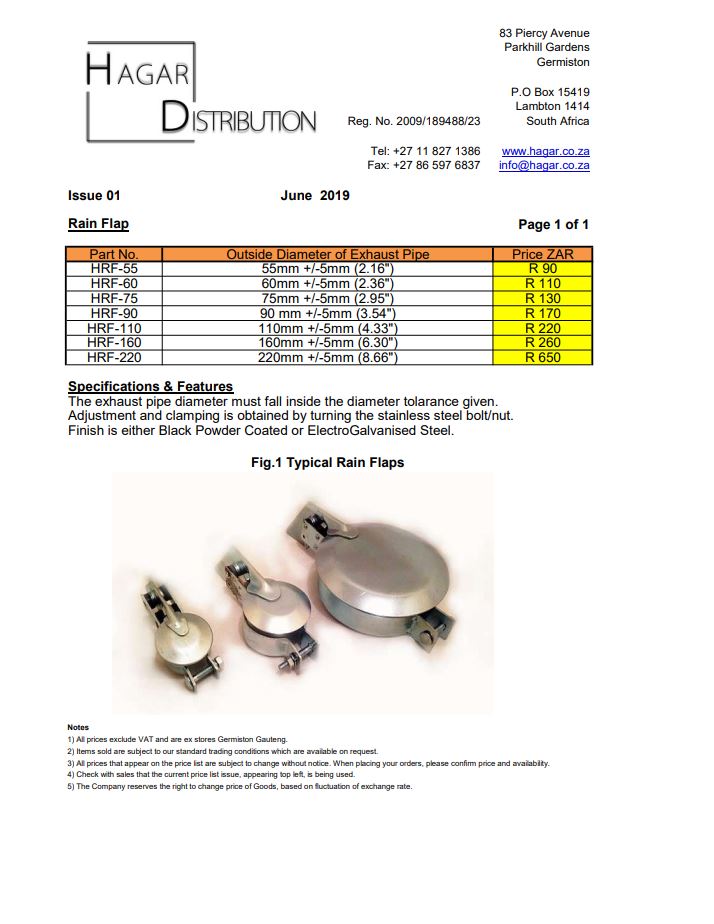 HAGAR
DISTRIBUTION
83 Piercy Avenue
Parkhill Gardens
Germiston
P.O Box 15419
Lambton 1414
Reg. No. 2009/189488/23 South Africa
Tel: +27 11 827 1386 www.hagar.co.za
Fax: +27 86 597 6837 info@hagar.co.za
Issue 01 June 2019
Rain Flap Page 1 of 1
Part No. Outside Diameter of Exhaust Pipe Price ZAR
HRF-55 55mm +/-5mm (2.16") R 90
HRF-60 60mm +/-5mm (2.36") R 110
HRF-75 75mm +/-5mm (2.95") R 130
HRF-90 90 mm +/-5mm (3.54") R 170
HRF-110 110mm +/-5mm (4.33") R 220
HRF-160 160mm +/-5mm (6.30") R 260
HRF-220 220mm +/-5mm (8.66") R 650
Specifications & Features
The exhaust pipe diameter must fall inside the diameter tolarance given.
Adjustment and clamping is obtained by turning the stainless steel bolt/nut.
Finish is either Black Powder Coated or ElectroGalvanised Steel.
Fig.1 Typical Rain Flaps
Notes
1) All prices exclude VAT and are ex stores Germiston Gauteng.
2) Items sold are subject to our standard trading conditions which are available on request.
3) All prices that appear on the price list are subject to change without notice. When placing your orders, please confirm price and availability.
4) Check with sales that the current price list issue, appearing top left, is being used.
5) The Company reserves the right to change price of Goods, based on fluctuation of exchange rate.